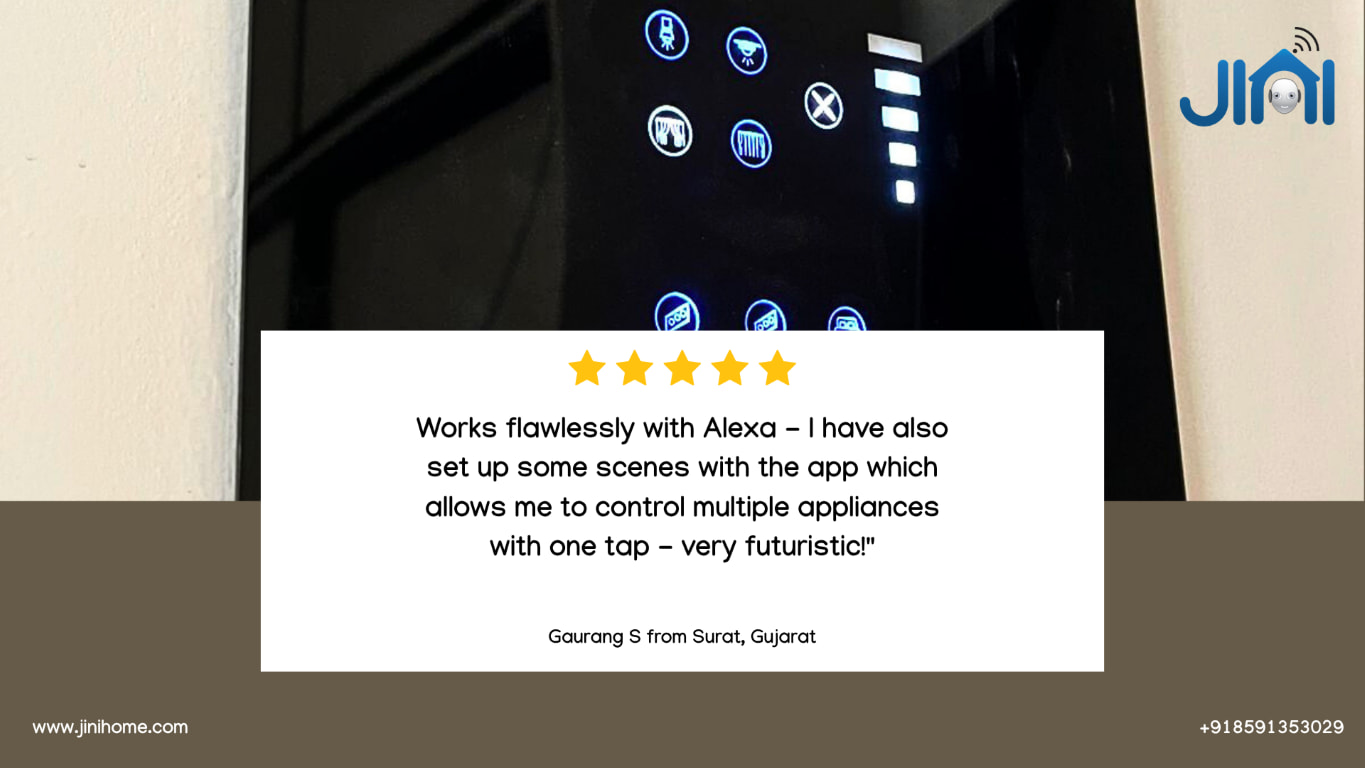 JINI
Works flawlessly with Alexa - I have also
set up some scenes with the app which
allows me to control multiple appliances
with one tap - very futuristic!"
Gaurang S from Surat, Gujarat
www.jinihome.com
+918591353029